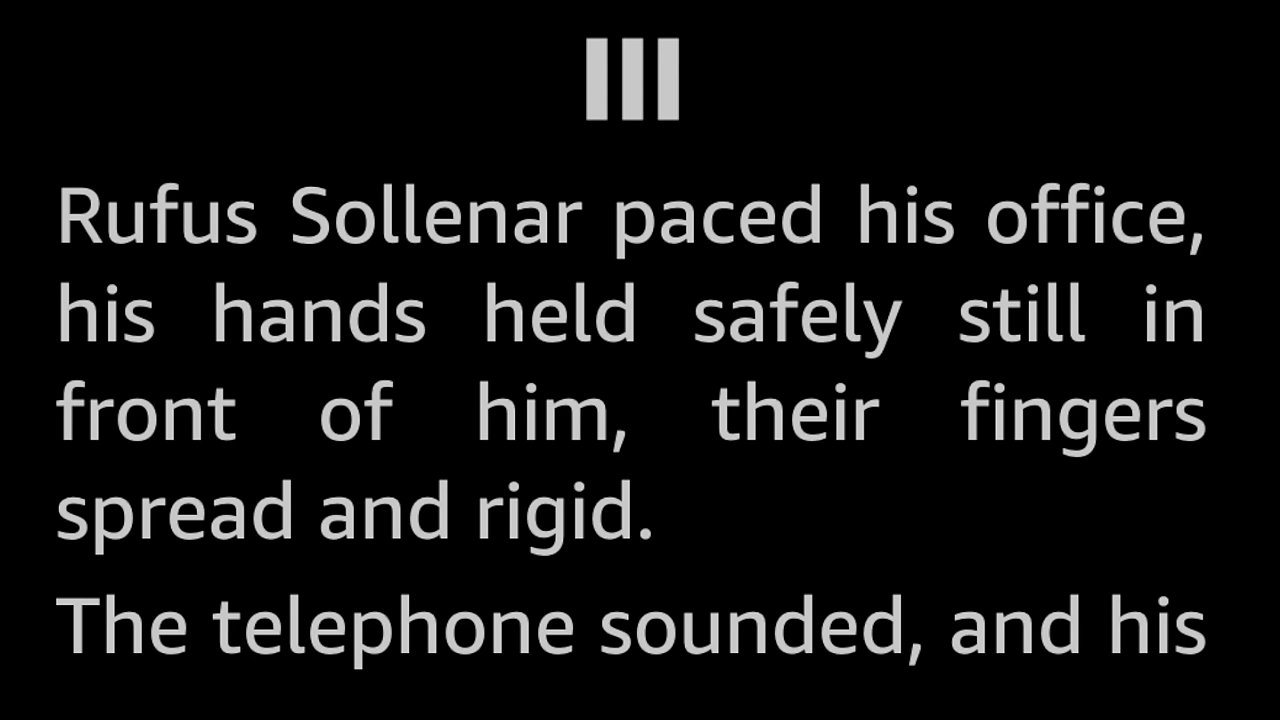 III
Rufus Sollenar paced his office,
his hands held safely still in
front of him, their fingers
spread and rigid.
The telephone sounded, and his